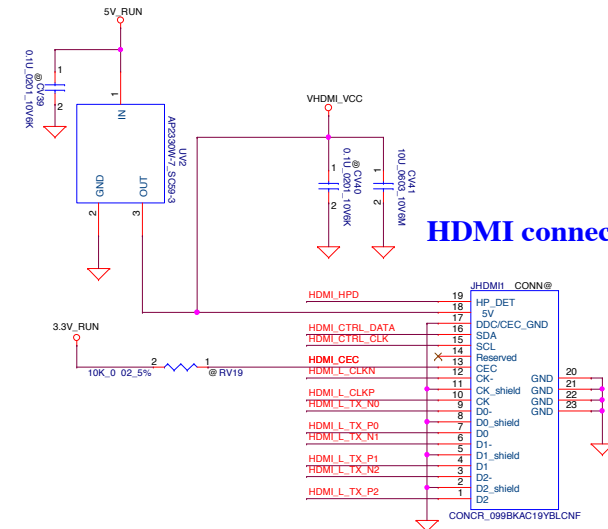 5V_RUN
1
2
0.1U_0201_10V6K
@CV39
1
IN
UV2
AP2330W-7_SC59-3
GND
OUT
2
3
VHDMI_VCC
1
2
@CV40
0.1U_0201_10V6K
1
2
CV41
10U_0603_10V6M
HDMI connec
3.3V_RUN
2
1
10K_0 02_5%
@RV19
JHDMI1 CONN@
HDMI_HPD 19 HP_DET
18 5V
17 DDC/CEC_GND
HDMI_CTRL_DATA 16 SDA
HDMI_CTRL_CLK 15 SCL
14 Reserved
HDMI_CEC 13 CEC
HDMI_L_CLKN 12 CK- GND 20
11 CK_shield GND 21
HDMI_L_CLKP 10 CK GND 22
HDMI_L_TX_N0 9 D0- GND 23
8 D0_shield
HDMI_L_TX_P0 7 D0
HDMI_L_TX_N1 6 D1-
5 D1_shield
HDMI_L_TX_P1 4 D1
HDMI_L_TX_N2 3 D2-
2 D2_shield
HDMI_L_TX_P2 1 D2
CONCR_099BKAC19YBLCNF